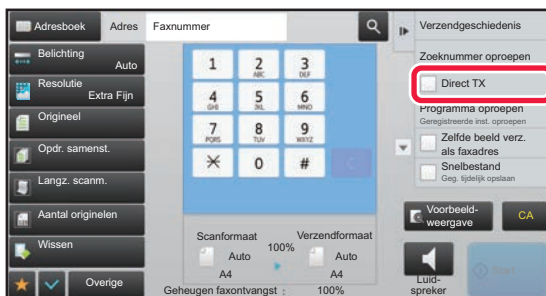 Adresboek
Adres
Faxnummer
Verzendgeschiedenis
Belichting
Auto
Zoeknummer oproepen
Resolutie
Extra Fijn
Direct TX
Origineel
Programma oproepen
Geregistreerde inst. oproepen
Opdr. samenst.
Zelfde beeld verz.
als faxadres
Langz. scanm.
Snelbestand
Geg. tijdelijk opslaan
Aantal originelen
Voorbeeld-
weergave
CA
Wissen
Overige
1
2 ABC
3 DEF
4 GHI
5 JKL
6 MNO
7 PQRS
8 TUV
9 WXYZ
0
#
C
Scanformaat
Verzendformaat
100%
Auto
Auto
A4
A4
Geheugen faxontvangst : 100%
Luid-
spreker
Start